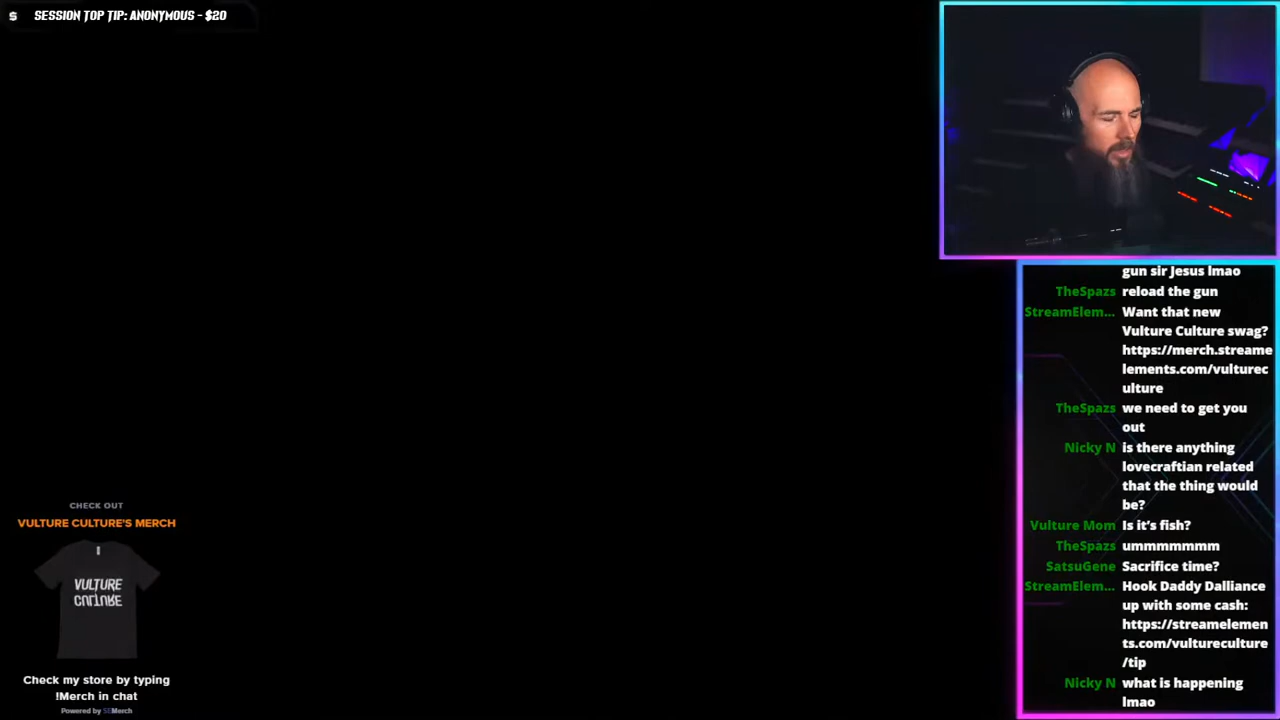 SESSION TOP TIP: ANONYMOUS - $20
gun sir Jesus lmao
TheSpazs reload the gun
StreamElem... Want that new
Vulture Culture swag?
https://merch.streame
lements.com/vulturec
ulture
TheSpazs we need to get you
out
Nicky N is there anything
lovecraftian related
that the thing would
be?
Vulture Mom Is it's fish?
TheSpazs ummmmmmm
SatsuGene Sacrifice time?
StreamElem... Hook Daddy Dalliance
up with some cash:
https://streamelemen
ts.com/vultureculture
/tip
Nicky N what is happening
lmao
CHECK OUT
VULTURE CULTURE'S MERCH
VULTURE
CULTURE
Check my store by typing
!Merch in chat
Powered by SEMerch